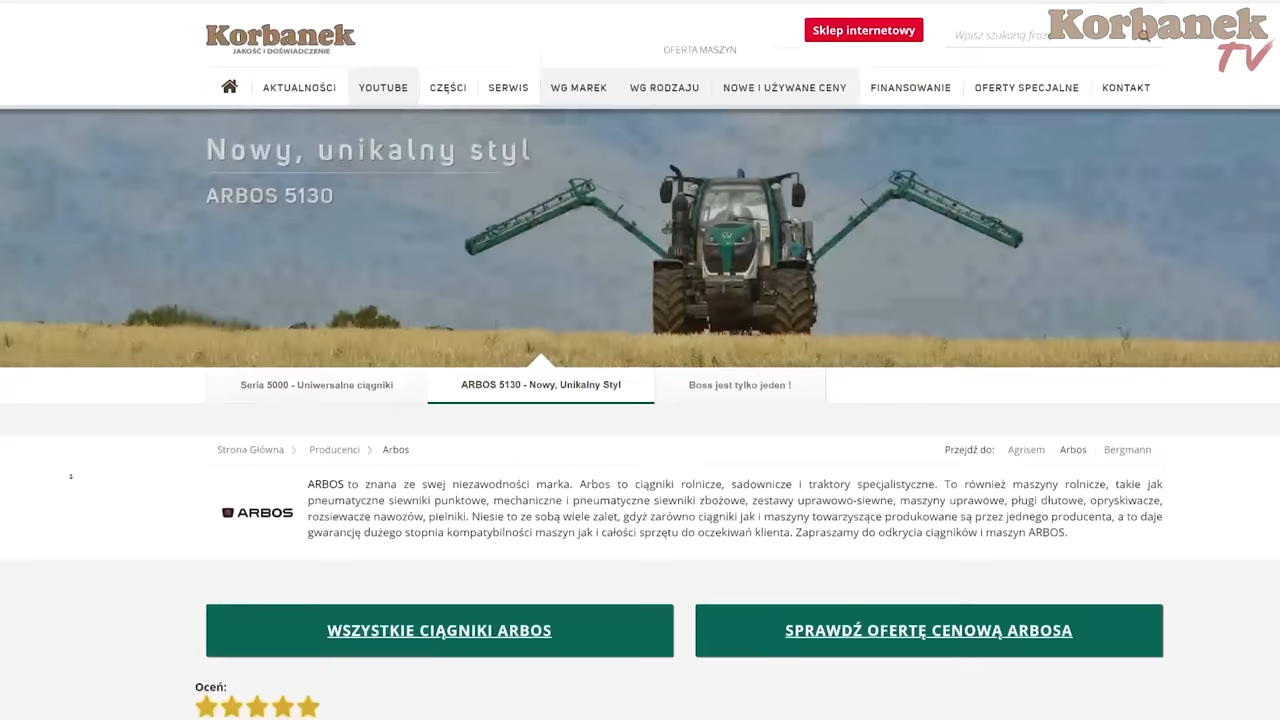 Korbanek
JAKOŚĆ I DOŚWIADCZENIE
OFERTA MASZYN
Sklep internetowy
Wpisz szukaną frazę
Korbanek
TV
AKTUALNOŚCI
YOUTUBE
CZĘŚCI
SERWIS
WG MAREK
WG RODZAJU
NOWE I UŻYWANE CENY
FINANSOWANIE
OFERTY SPECJALNE
KONTAKT
Nowy, unikalny styl
ARBOS 5130
Seria 5000 - Uniwersalne ciągniki
ARBOS 5130 - Nowy, Unikalny Styl
Boss jest tylko jeden !
Strona Główna
Producenci
Arbos
Przejdź do:
Agrisem
Arbos
Bergmann
ARBOS
ARBOS to znana ze swej niezawodności marka. Arbos to ciągniki rolnicze, sadownicze i traktory specjalistyczne. To również maszyny rolnicze, takie jak
pneumatyczne siewniki punktowe, mechaniczne i pneumatyczne siewniki zbożowe, zestawy uprawowo-siewne, maszyny uprawowe, pługi dłutowe, opryskiwacze,
rozsiewacze nawozów, pielniki. Niesie to ze sobą wiele zalet, gdyż zarówno ciągniki jak i maszyny towarzyszące produkowane są przez jednego producenta, a to daje
gwarancję dużego stopnia kompatybilności maszyn jak i całości sprzętu do oczekiwań klienta. Zapraszamy do odkrycia ciągników i maszyn ARBOS.
WSZYSTKIE CIĄGNIKI ARBOS
SPRAWDŹ OFERTĘ CENOWĄ ARBOSA
Oceń: